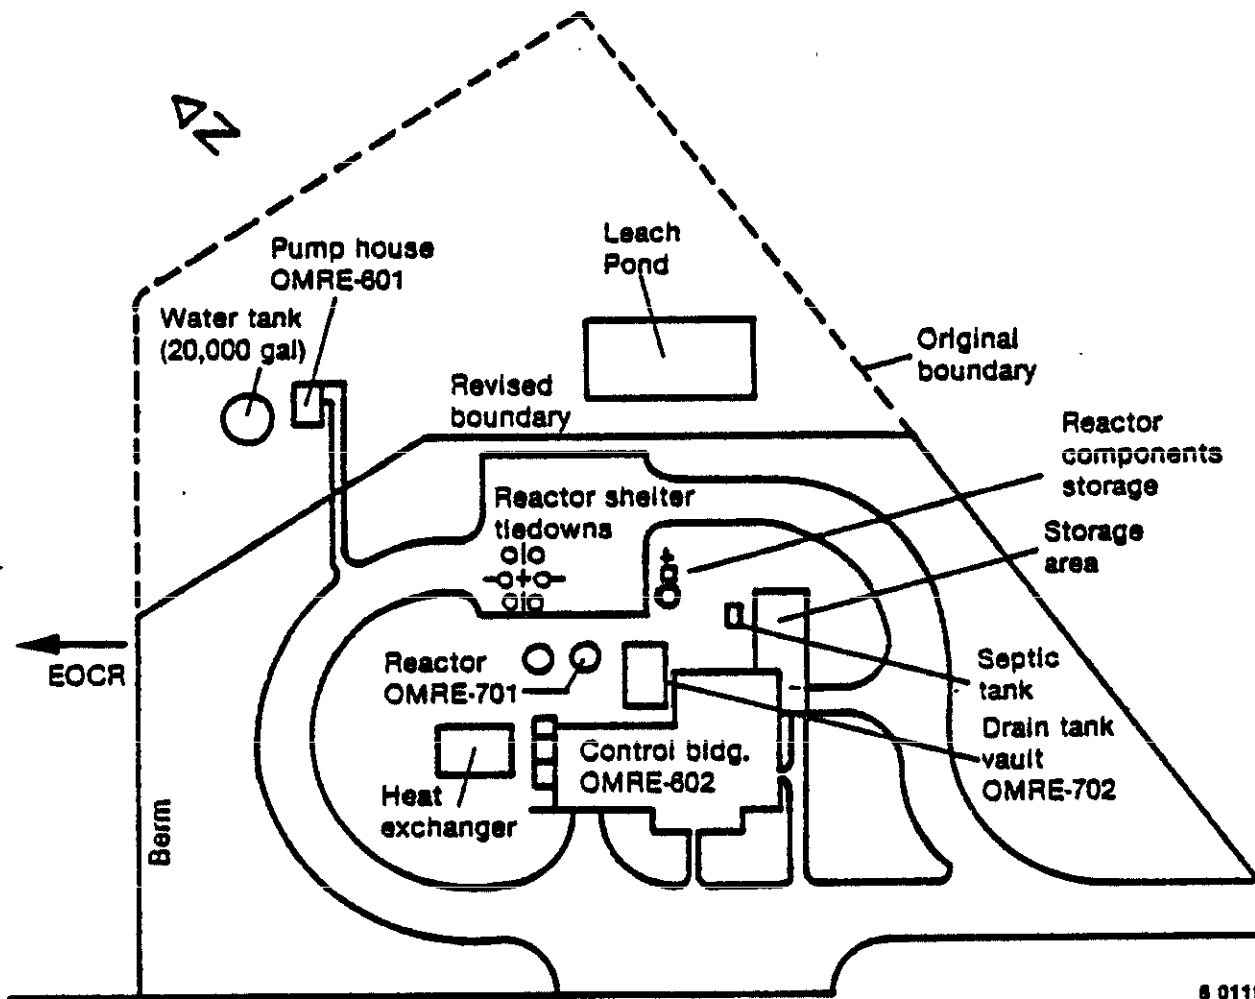 N
Pump house
OMRE-601
Water tank
(20,000 gal)
Leach
Pond
Original
boundary
Revised
boundary
Reactor
components
storage
Reactor shelter
tiedowns
Storage
area
EOCR
Reactor
OMRE-701
Septic
tank
Drain tank
vault
OMRE-702
Control bldg.
OMRE-602
Heat
exchanger
Berm